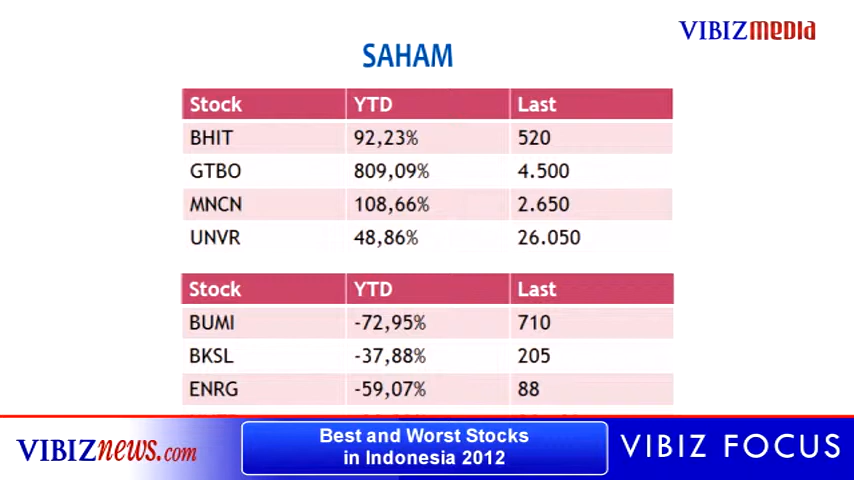 VIBIZmedia
SAHAM
Stock YTD Last
BHIT 92,23% 520
GTBO 809,09% 4.500
MNCN 108,66% 2.650
UNVR 48,86% 26.050
Stock YTD Last
BUMI -72,95% 710
BKSL -37,88% 205
ENRG -59,07% 88
VIBIZnews.com
Best and Worst Stocks
in Indonesia 2012
VIBIZ FOCUS